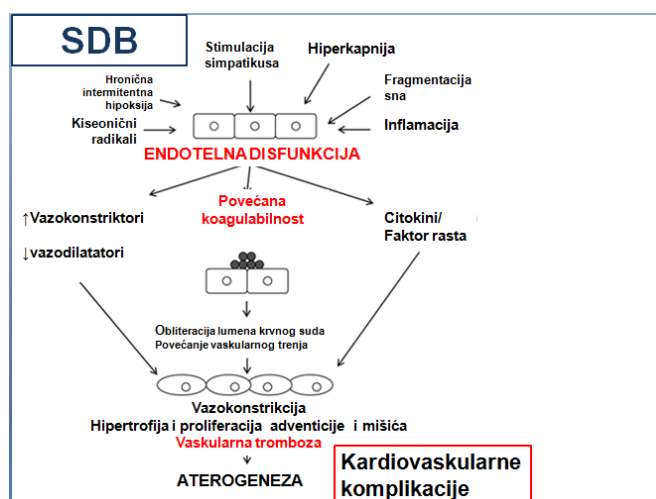 SDB
Stimulacija
simpatikusa
Hiperkapnija
Hronična
intermitentna
hipoksija
Fragmentacija
sna
Kiseonični
radikali
Inflamacija
ENDOTELNA DISFUNKCIJA
↑Vazokonstriktori
↓vazodilatatori
Povećana
koagulabilnost
Citokini/
Faktor rasta
Obliteracija lumena krvnog suda
Povećanje vaskularnog trenja
Vazokonstrikcija
Hipertrofija i proliferacija adventicije i mišića
Vaskularna tromboza
ATEROGENEZA
Kardiovaskularne
komplikacije